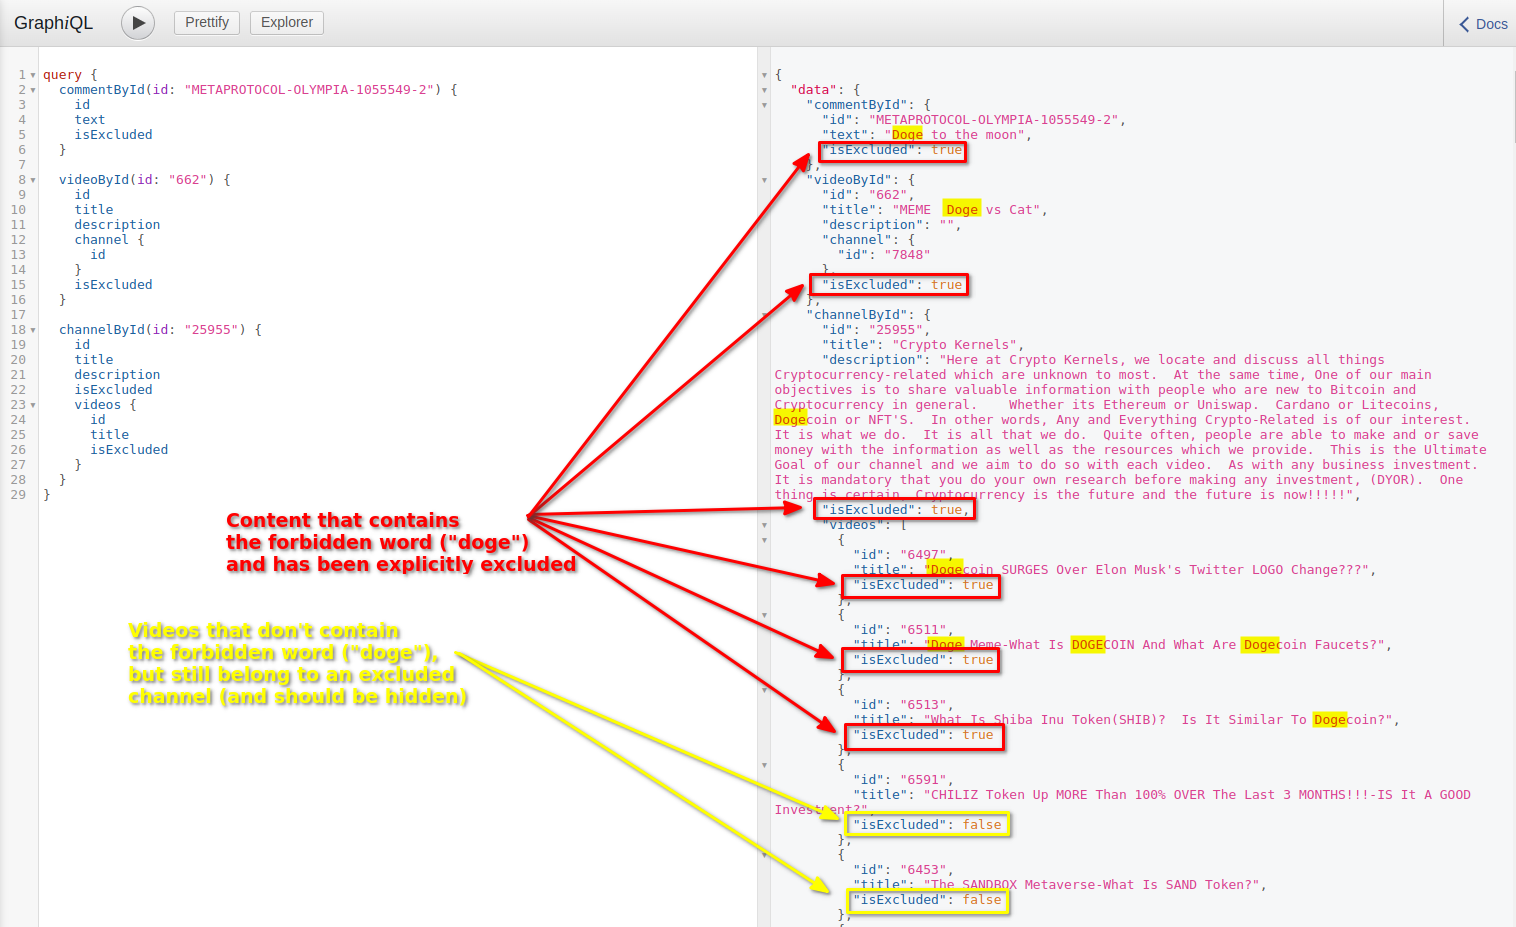 GraphiQL
Prettify
Explorer
Docs
1 query {
2 commentById(id: "METAPROTOCOL-OLYMPIA-1055549-2") {
3 id
4 text
5 isExcluded
6 }
7
8 videoById(id: "662") {
9 id
10 title
11 description
12 channel {
13 id
14 }
15 isExcluded
16 }
17
18 channelById(id: "25955") {
19 id
20 title
21 description
22 isExcluded
23 videos {
24 id
25 title
26 isExcluded
27 }
28 }
29 }
Content that contains
the forbidden word ("doge")
and has been explicitly excluded
Videos that don't contain
the forbidden word ("doge"),
but still belong to an excluded
channel (and should be hidden)
{
"data": {
"commentById": {
"id": "METAPROTOCOL-OLYMPIA-1055549-2",
"text": "Doge to the moon",
"isExcluded": true
},
"videoById": {
"id": "662",
"title": "MEME  Doge vs Cat",
"description": "",
"channel": {
"id": "7848"
},
"isExcluded": true
},
"channelById": {
"id": "25955",
"title": "Crypto Kernels",
"description": "Here at Crypto Kernels, we locate and discuss all things
Cryptocurrency-related which are unknown to most.  At the same time, One of our main
objectives is to share valuable information with people who are new to Bitcoin and
Cryptocurrency in general.    Whether its Ethereum or Uniswap.  Cardano or Litecoins,
Dogecoin or NFT'S.  In other words, Any and Everything Crypto-Related is of our interest.
It is what we do.  It is all that we do.  Quite often, people are able to make and or save
money with the information as well as the resources which we provide.  This is the Ultimate
Goal of our channel and we aim to do so with each video.  As with any business investment.
It is mandatory that you do your own research before making any investment, (DYOR).  One
thing is certain, Cryptocurrency is the future and the future is now!!!!!",
"isExcluded": true,
"videos": [
{
"id": "6497",
"title": "Dogecoin SURGES Over Elon Musk's Twitter LOGO Change???",
"isExcluded": true
},
{
"id": "6511",
"title": "Doge Meme-What Is DOGECOIN And What Are Dogecoin Faucets?",
"isExcluded": true
},
{
"id": "6513",
"title": "What Is Shiba Inu Token(SHIB)?  Is It Similar To Dogecoin?",
"isExcluded": true
},
{
"id": "6591",
"title": "CHILIZ Token Up MORE Than 100% OVER The Last 3 MONTHS!!!-IS It A GOOD
Investment?",
"isExcluded": false
},
{
"id": "6453",
"title": "The SANDBOX Metaverse-What Is SAND Token?",
"isExcluded": false
},
{